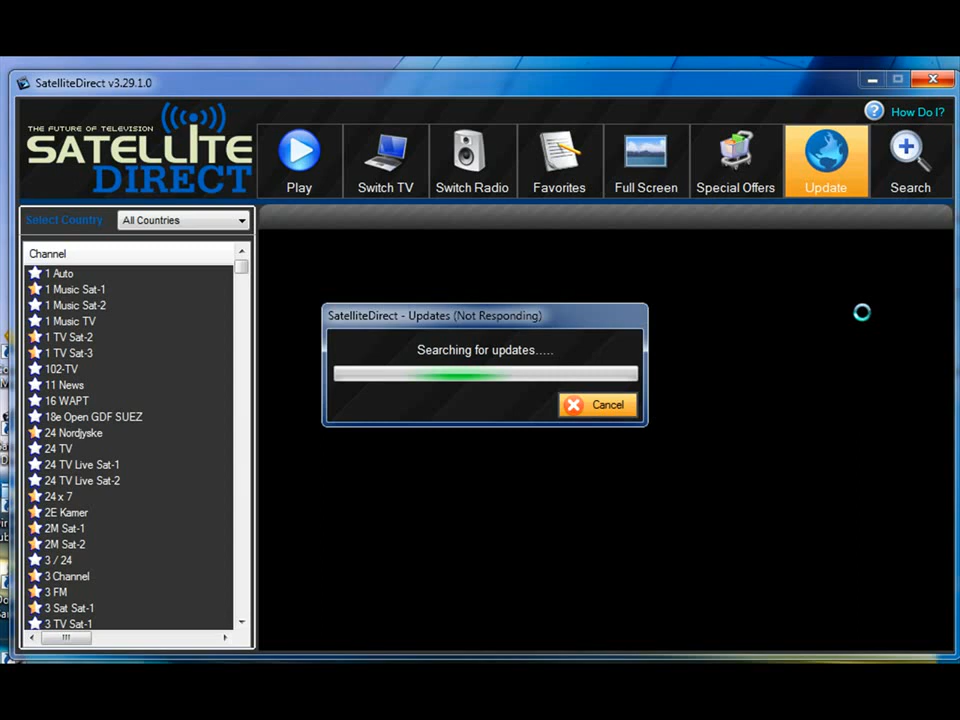 SatelliteDirect v3.29.1.0
How Do I?
THE FUTURE OF TELEVISION
SATELLITE
DIRECT
Play
Switch TV
Switch Radio
Favorites
Full Screen
Special Offers
Update
Search
Select Country
All Countries
Channel
1 Auto
1 Music Sat-1
1 Music Sat-2
1 Music TV
1 TV Sat-2
1 TV Sat-3
102-TV
11 News
16 WAPT
18e Open GDF SUEZ
24 Nordjyske
24 TV
24 TV Live Sat-1
24 TV Live Sat-2
24 x 7
2E Kamer
2M Sat-1
2M Sat-2
3 / 24
3 Channel
3 FM
3 Sat Sat-1
3 TV Sat-1
SatelliteDirect - Updates (Not Responding)
Searching for updates.....
Cancel